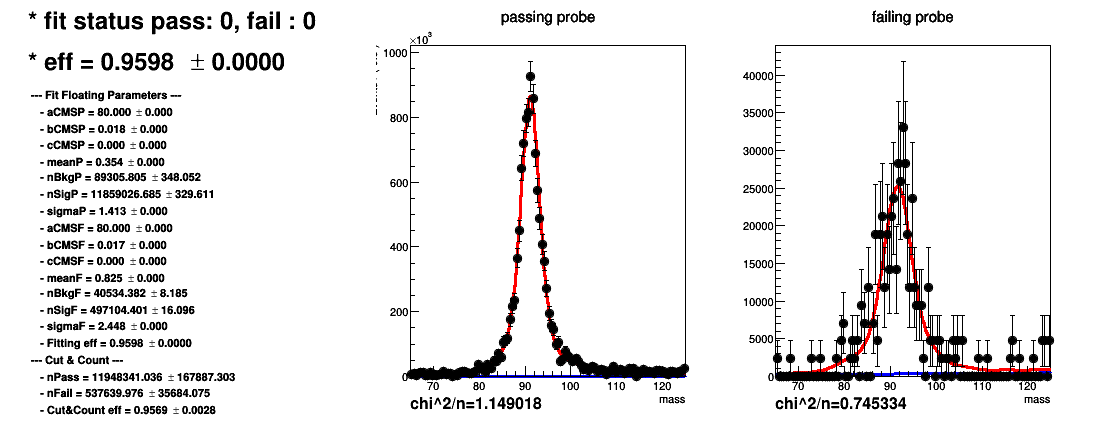 * fit status pass: 0, fail : 0
* eff = 0.9598 ± 0.0000
--- Fit Floating Parameters ---
- aCMSP = 80.000 ± 0.000
- bCMSP = 0.018 ± 0.000
- cCMSP = 0.000 ± 0.000
- meanP = 0.354 ± 0.000
- nBkgP = 89305.805 ± 348.052
- nSigP = 11859026.685 ± 329.611
- sigmaP = 1.413 ± 0.000
- aCMSF = 80.000 ± 0.000
- bCMSF = 0.017 ± 0.000
- cCMSF = 0.000 ± 0.000
- meanF = 0.825 ± 0.000
- nBkgF = 40534.382 ± 8.185
- nSigF = 497104.401 ± 16.096
- sigmaF = 2.448 ± 0.000
- Fitting eff = 0.9598 ± 0.0000
--- Cut & Count ---
- nPass = 11948341.036 ± 167887.303
- nFail = 537639.976 ± 35684.075
- Cut&Count eff = 0.9569 ± 0.0028
passing probe
×10³
1000
800
600
400
200
0
70 80 90 100 110 120
mass
chi^2/n=1.149018
failing probe
40000
35000
30000
25000
20000
15000
10000
5000
0
70 80 90 100 110 120
mass
chi^2/n=0.745334